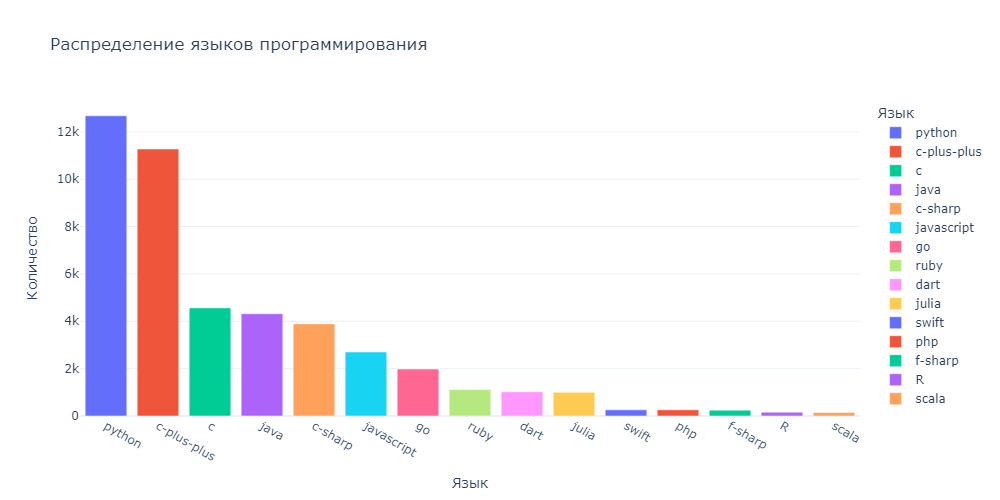 Распределение языков программирования
Количество
12k
10k
8k
6k
4k
2k
0
python
c-plus-plus
c
java
c-sharp
javascript
go
ruby
dart
julia
swift
php
f-sharp
R
scala
Язык
Язык
python
c-plus-plus
c
java
c-sharp
javascript
go
ruby
dart
julia
swift
php
f-sharp
R
scala